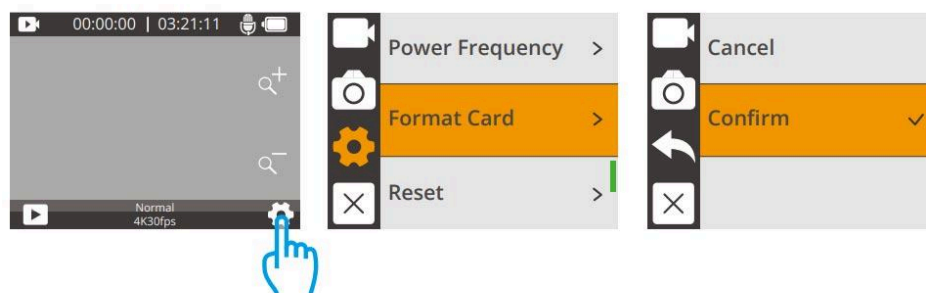 00:00:00 | 03:21:11
Normal
4K30fps
Power Frequency
Format Card
Reset
Cancel
Confirm